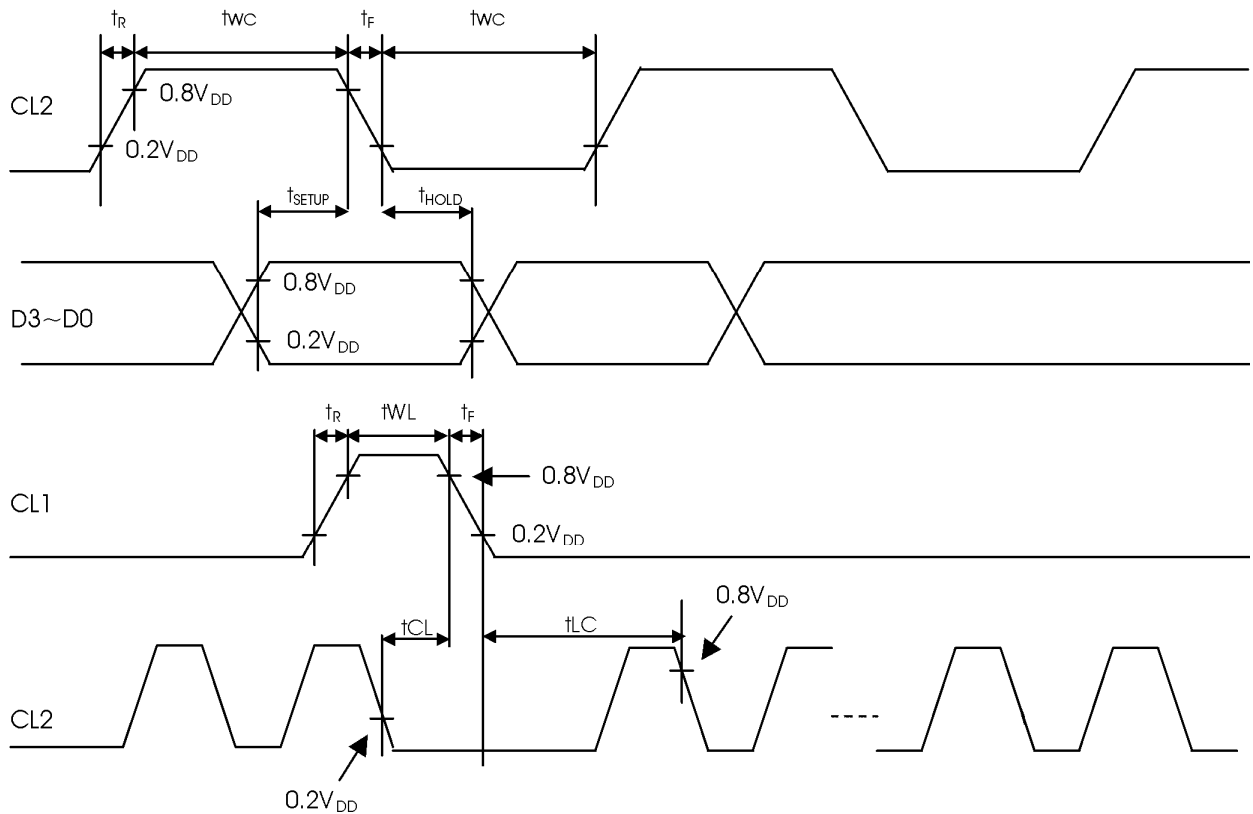 tR twc tF twc
CL2
0.8VDD
0.2VDD
tSETUP tHOLD
D3~D0
0.8VDD
0.2VDD
tR tWL tF
CL1
0.8VDD
0.2VDD
tCL tLC
0.8VDD
CL2
0.2VDD